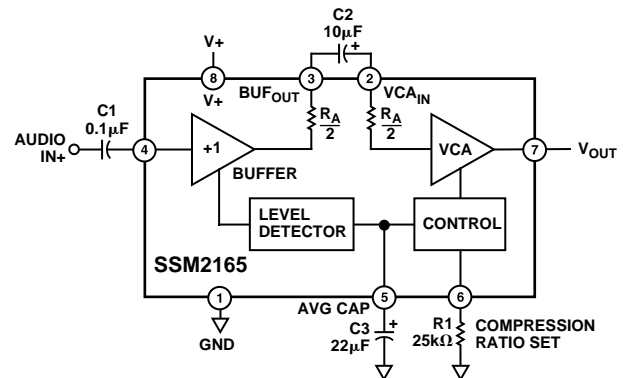 C2
10µF
+
V+
8
V+
3
BUFOUT
2
VCAIN
C1
0.1µF
AUDIO
IN+
4
+1
BUFFER
RA
2
RA
2
VCA
7
VOUT
LEVEL
DETECTOR
CONTROL
SSM2165
1
GND
5
AVG CAP
6
C3
22µF
+
R1
25kΩ
COMPRESSION
RATIO SET